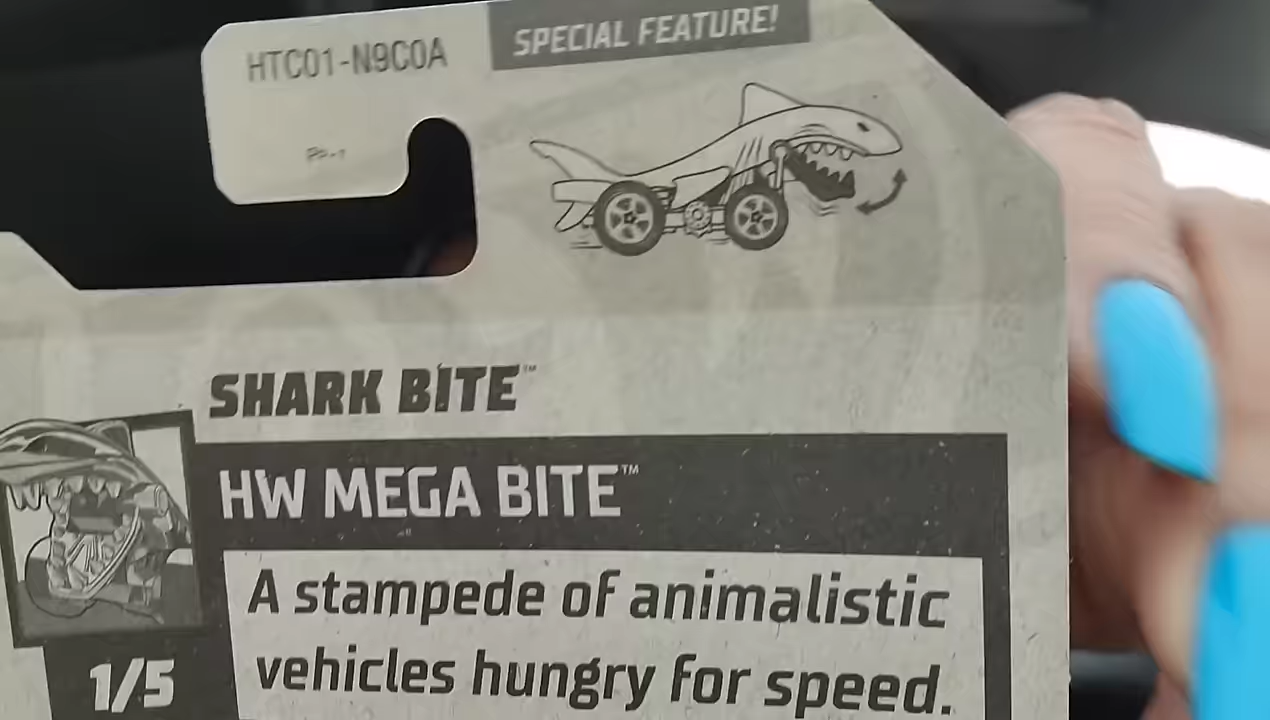 SPECIAL FEATURE!
HTC01-N9C0A
SHARK BITE™
HW MEGA BITE™
A stampede of animalistic
vehicles hungry for speed.
1/5